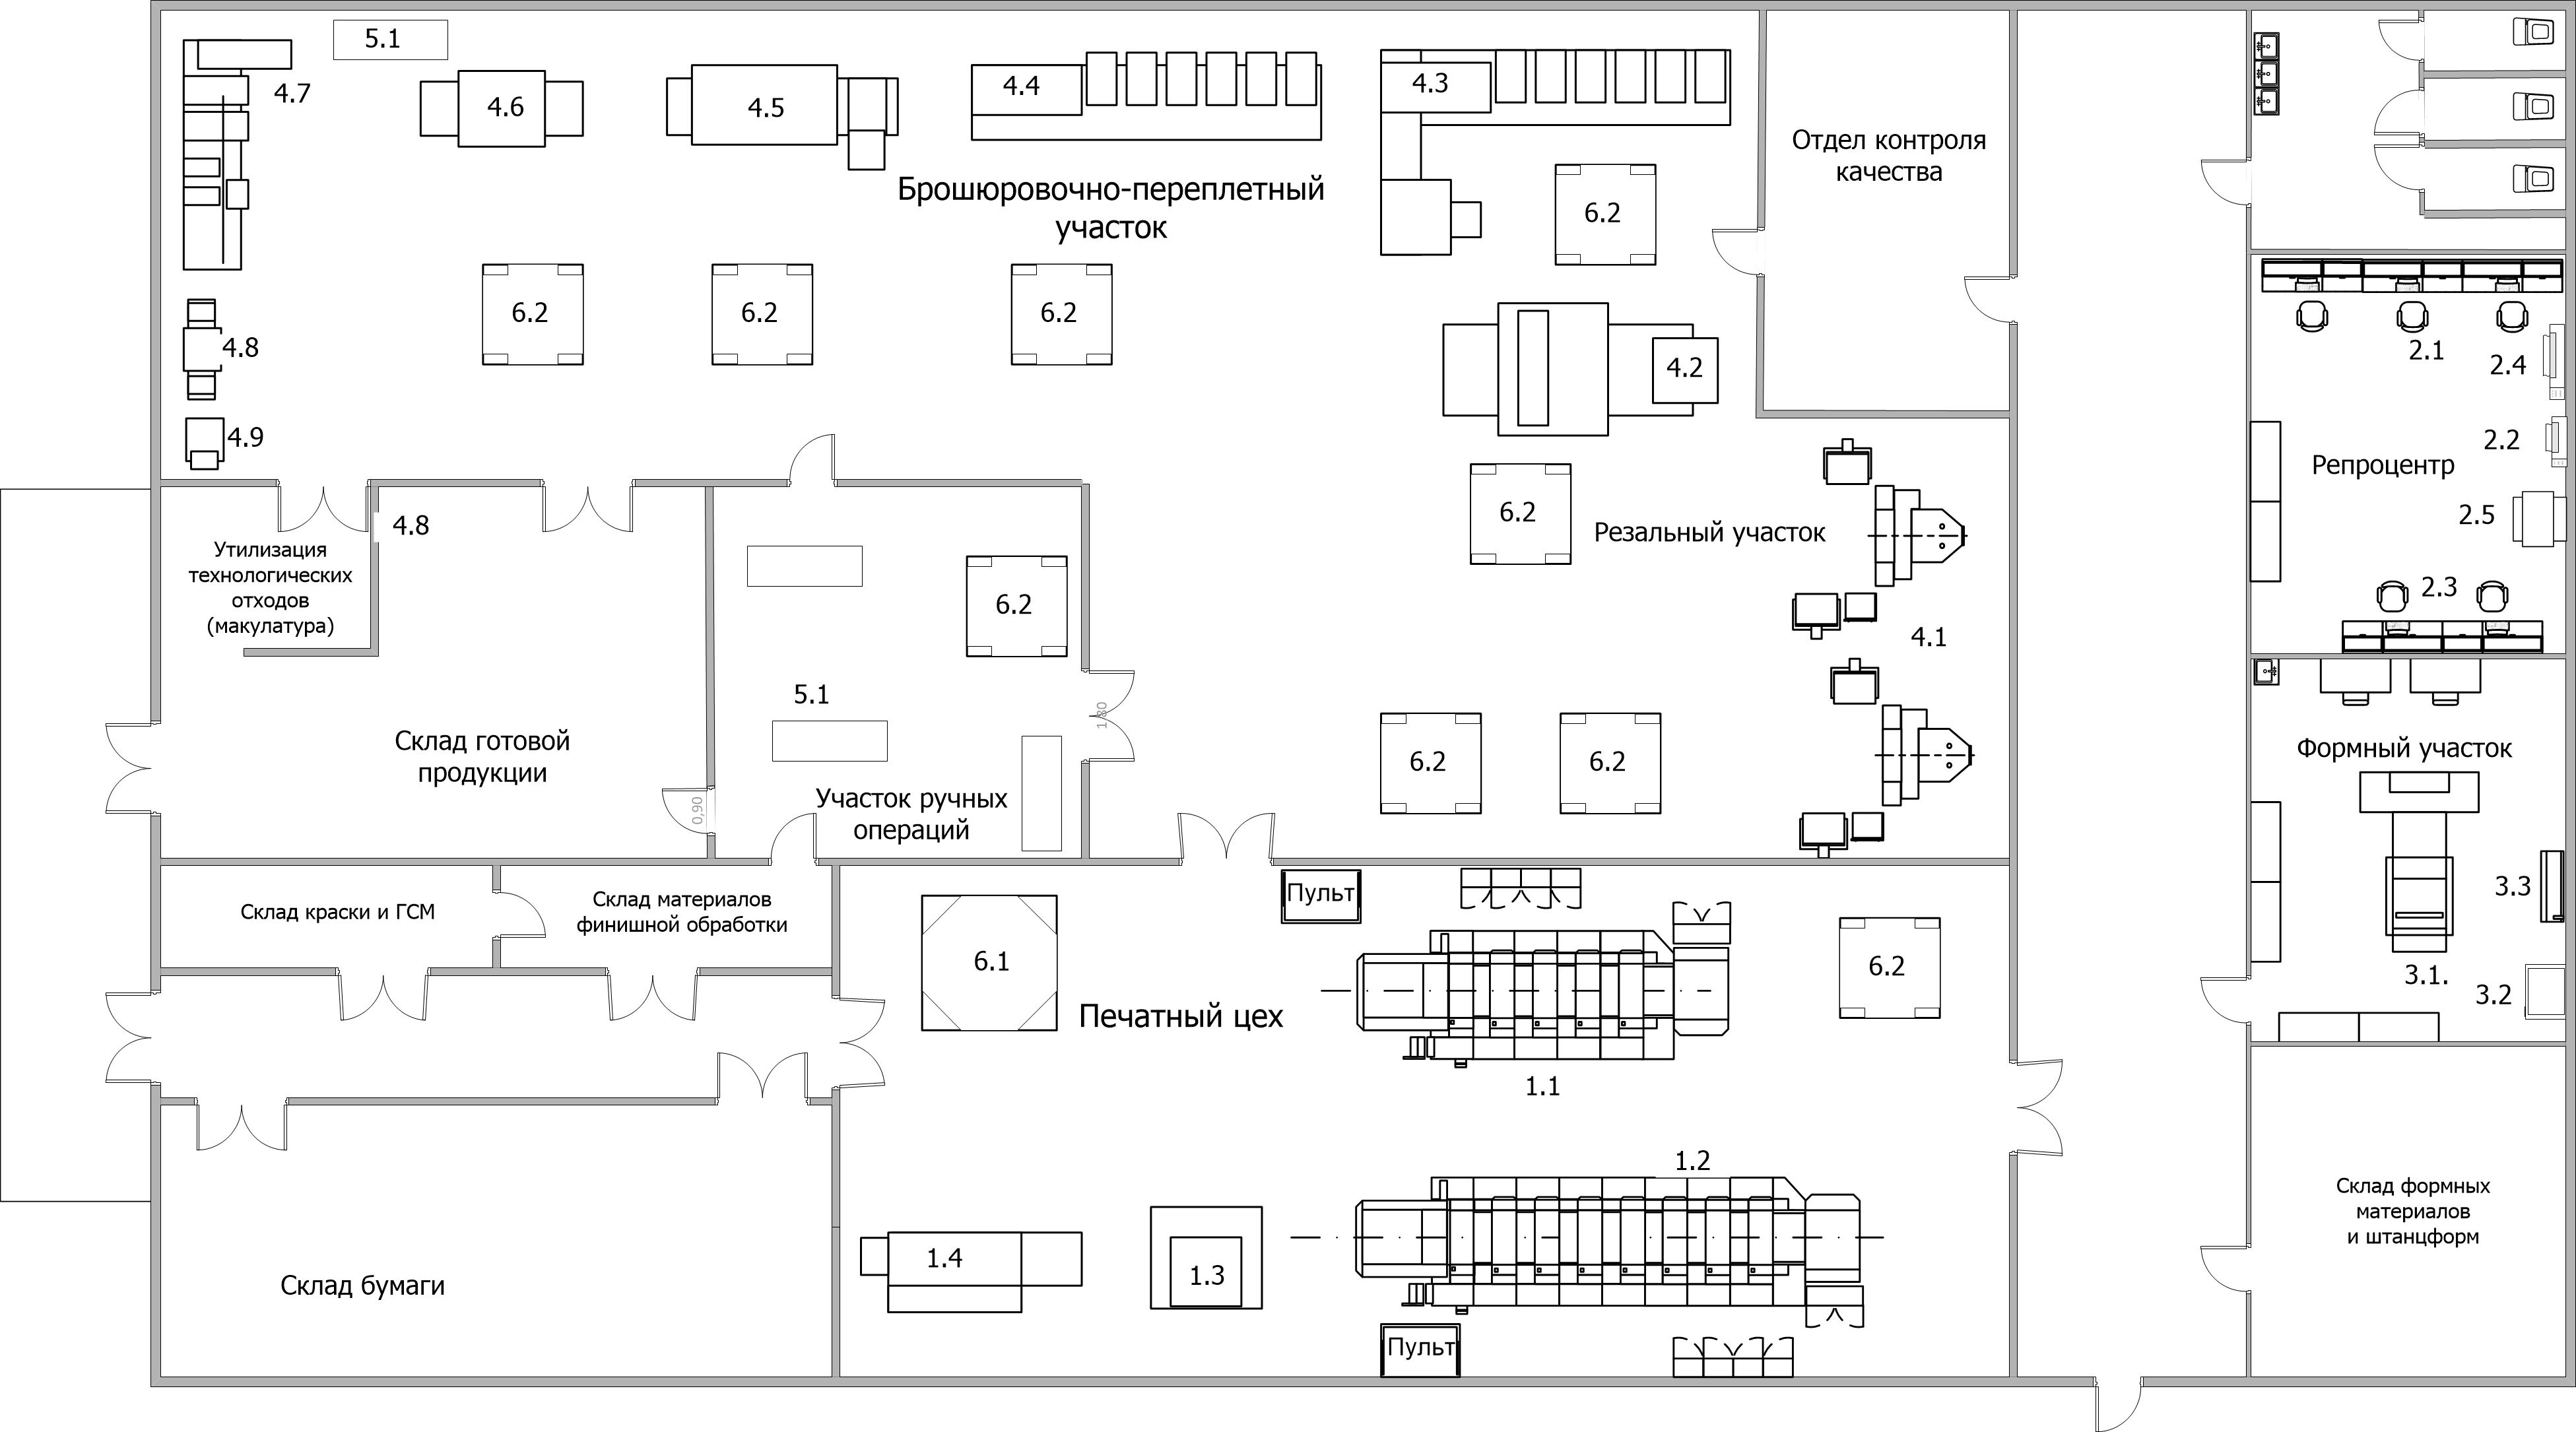 5.1
4.7
4.6
4.5
4.4
4.3
Отдел контроля
качества
Брошюровочно-переплетный
участок
6.2
6.2
6.2
6.2
4.8
4.9
4.2
2.1
2.4
2.2
Репроцентр
2.5
2.3
4.8
Утилизация
технологических
отходов
(макулатура)
6.2
Резальный участок
6.2
4.1
5.1
1,80
Склад готовой
продукции
0,90
Участок ручных
операций
6.2
6.2
Формный участок
3.3
3.1.
3.2
Склад краски и ГСМ
Склад материалов
финишной обработки
Пульт
6.1
6.2
Печатный цех
1.1
1.2
1.4
1.3
Пульт
Склад бумаги
Склад формных
материалов
и штанцформ